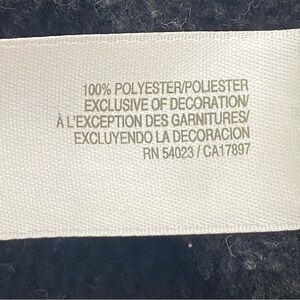 100% POLYESTER/POLIESTER
EXCLUSIVE OF DECORATION/
À L'EXCEPTION DES GARNITURES/
EXCLUYENDO LA DECORACION
RN 54023 / CA17897